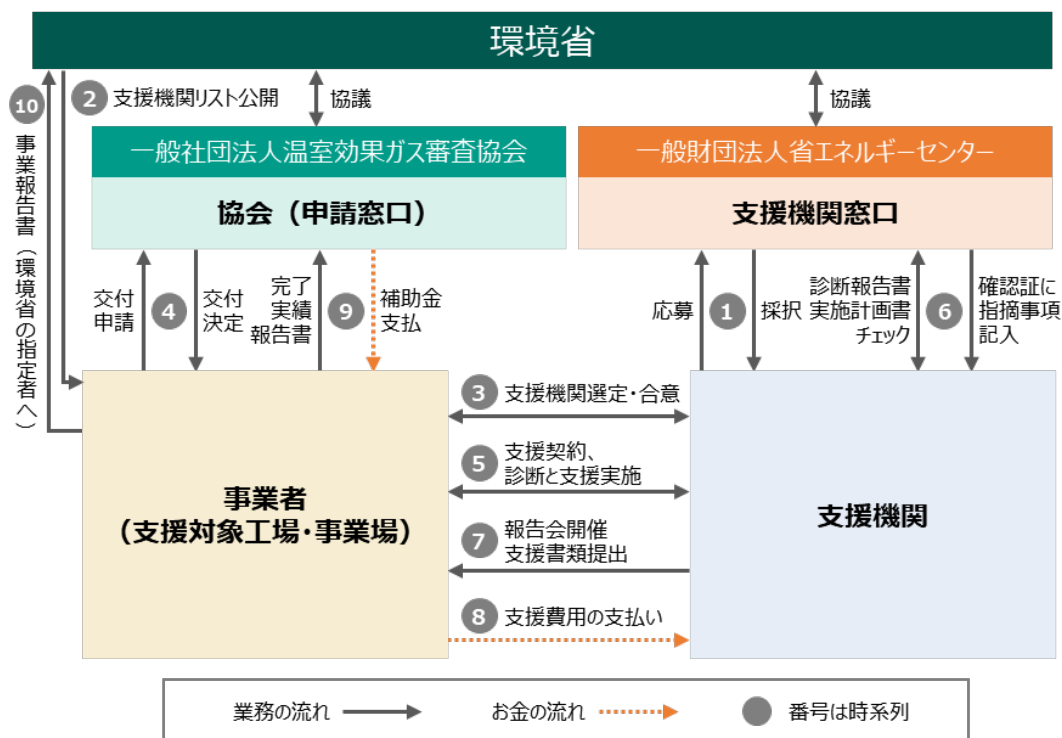 環境省
10
事業報告書（環境省の指定者へ）
2 支援機関リスト公開
協議
協議
一般社団法人温室効果ガス審査協会
協会（申請窓口）
一般財団法人省エネルギーセンター
支援機関窓口
交付
申請
4
交付
決定
完了
実績
報告書
9
補助金
支払
応募
1
採択
診断報告書
実施計画書
チェック
6
確認証に
指摘事項
記入
事業者
（支援対象工場・事業場）
3 支援機関選定・合意
5 支援契約、
診断と支援実施
7 報告会開催
支援書類提出
8 支援費用の支払い
支援機関
業務の流れ
お金の流れ
番号は時系列